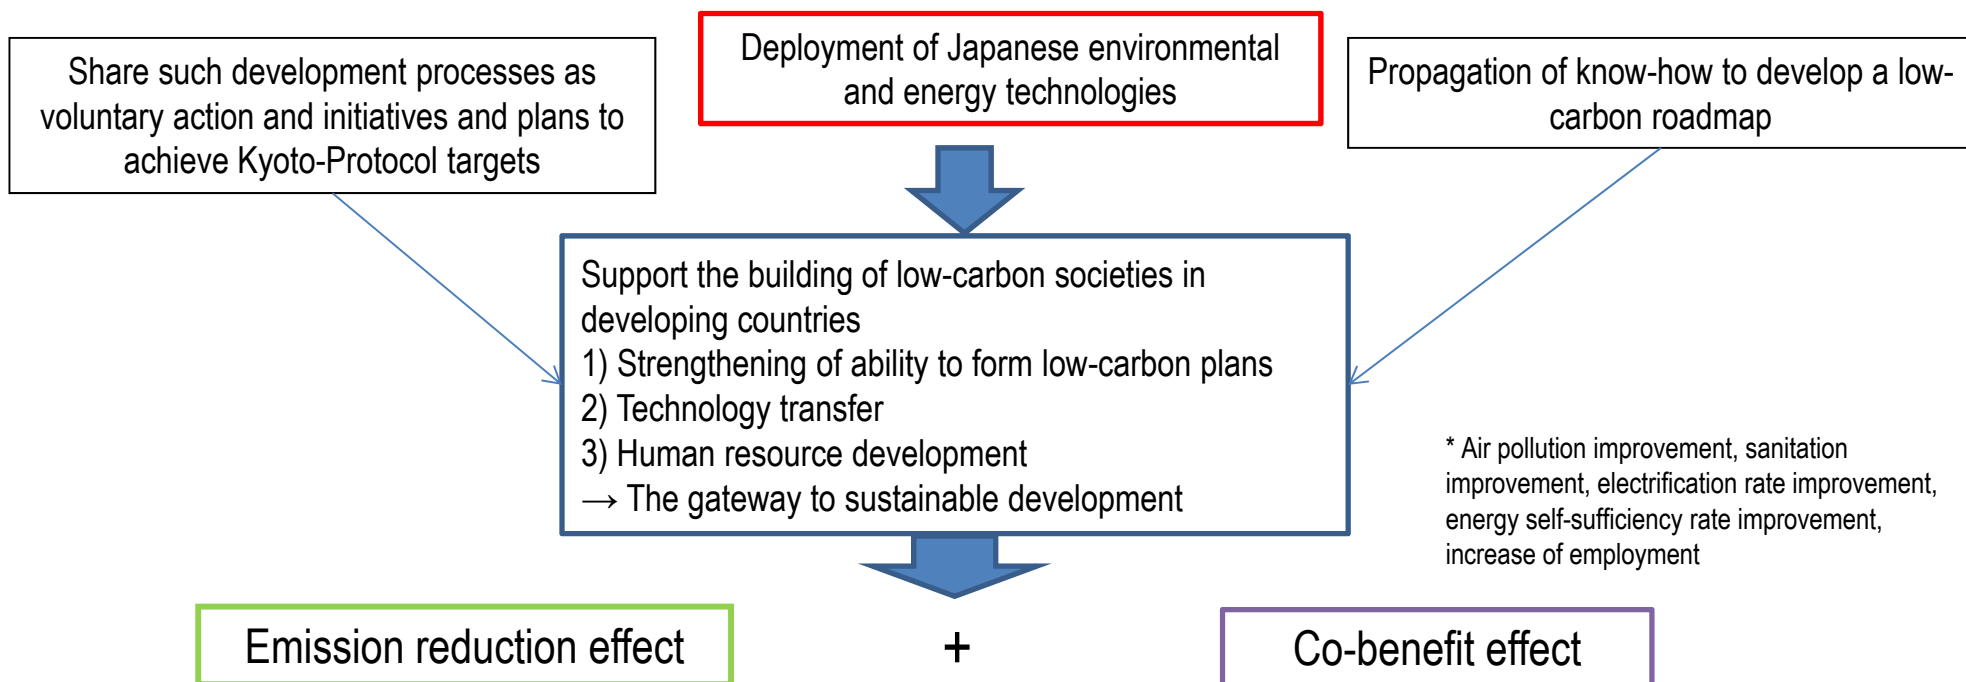 Share such development processes as
voluntary action and initiatives and plans to
achieve Kyoto-Protocol targets
Deployment of Japanese environmental
and energy technologies
Propagation of know-how to develop a low-
carbon roadmap
Support the building of low-carbon societies in
developing countries
1) Strengthening of ability to form low-carbon plans
2) Technology transfer
3) Human resource development
→ The gateway to sustainable development
* Air pollution improvement, sanitation
improvement, electrification rate improvement,
energy self-sufficiency rate improvement,
increase of employment
Emission reduction effect
+
Co-benefit effect